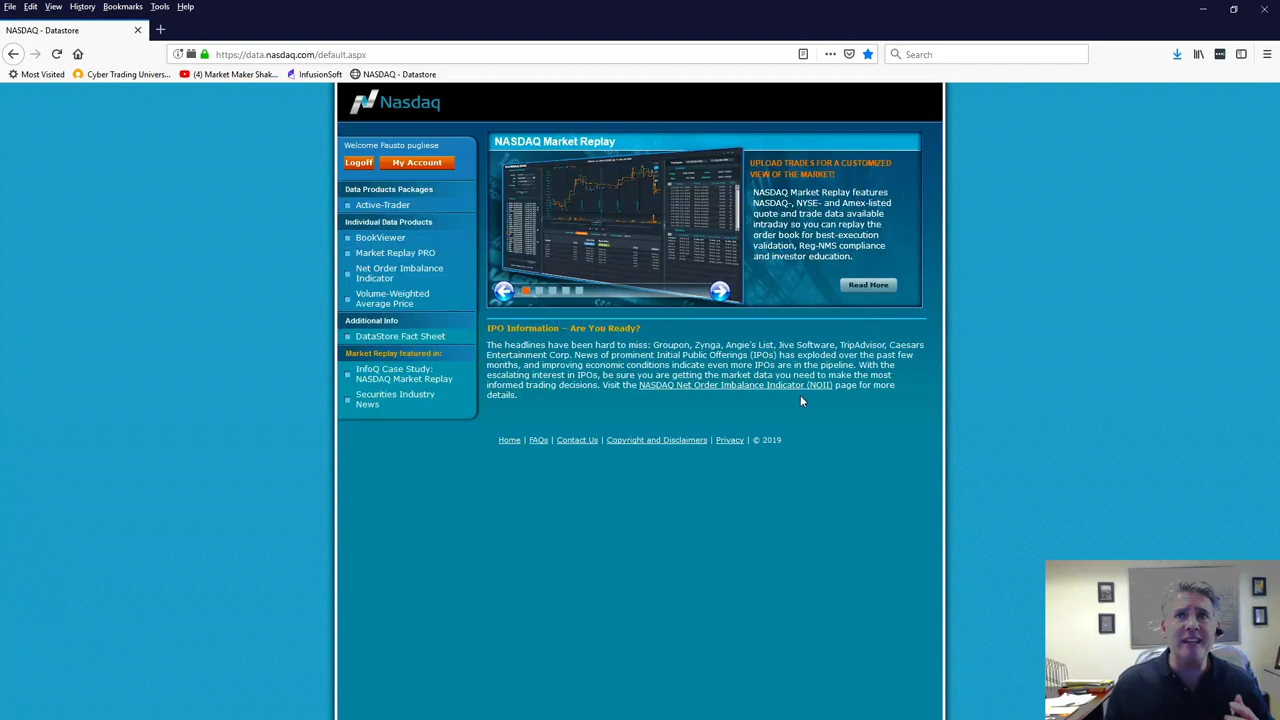 File Edit View History Bookmarks Tools Help
NASDAQ - Datastore
https://data.nasdaq.com/default.aspx
Search
Most Visited
Cyber Trading Univers...
(4) Market Maker Shak...
InfusionSoft
NASDAQ - Datastore
Nasdaq
Welcome Fausto pugliese
Logoff
My Account
Data Products Packages
Active-Trader
Individual Data Products
BookViewer
Market Replay PRO
Net Order Imbalance
Indicator
Volume-Weighted
Average Price
Additional Info
DataStore Fact Sheet
Market Replay featured in:
InfoQ Case Study:
NASDAQ Market Replay
Securities Industry
News
NASDAQ Market Replay
UPLOAD TRADES FOR A CUSTOMIZED
VIEW OF THE MARKET!
NASDAQ Market Replay features
NASDAQ-, NYSE- and Amex-listed
quote and trade data available
intraday so you can replay the
order book for best-execution
validation, Reg-NMS compliance
and investor education.
Read More
IPO Information – Are You Ready?
The headlines have been hard to miss: Groupon, Zynga, Angie's List, Jive Software, TripAdvisor, Caesars
Entertainment Corp. News of prominent Initial Public Offerings (IPOs) has exploded over the past few
months, and improving economic conditions indicate even more IPOs are in the pipeline. With the
escalating interest in IPOs, be sure you are getting the market data you need to make the most
informed trading decisions. Visit the NASDAQ Net Order Imbalance Indicator (NOII) page for more
details.
Home | FAQs | Contact Us | Copyright and Disclaimers | Privacy | © 2019